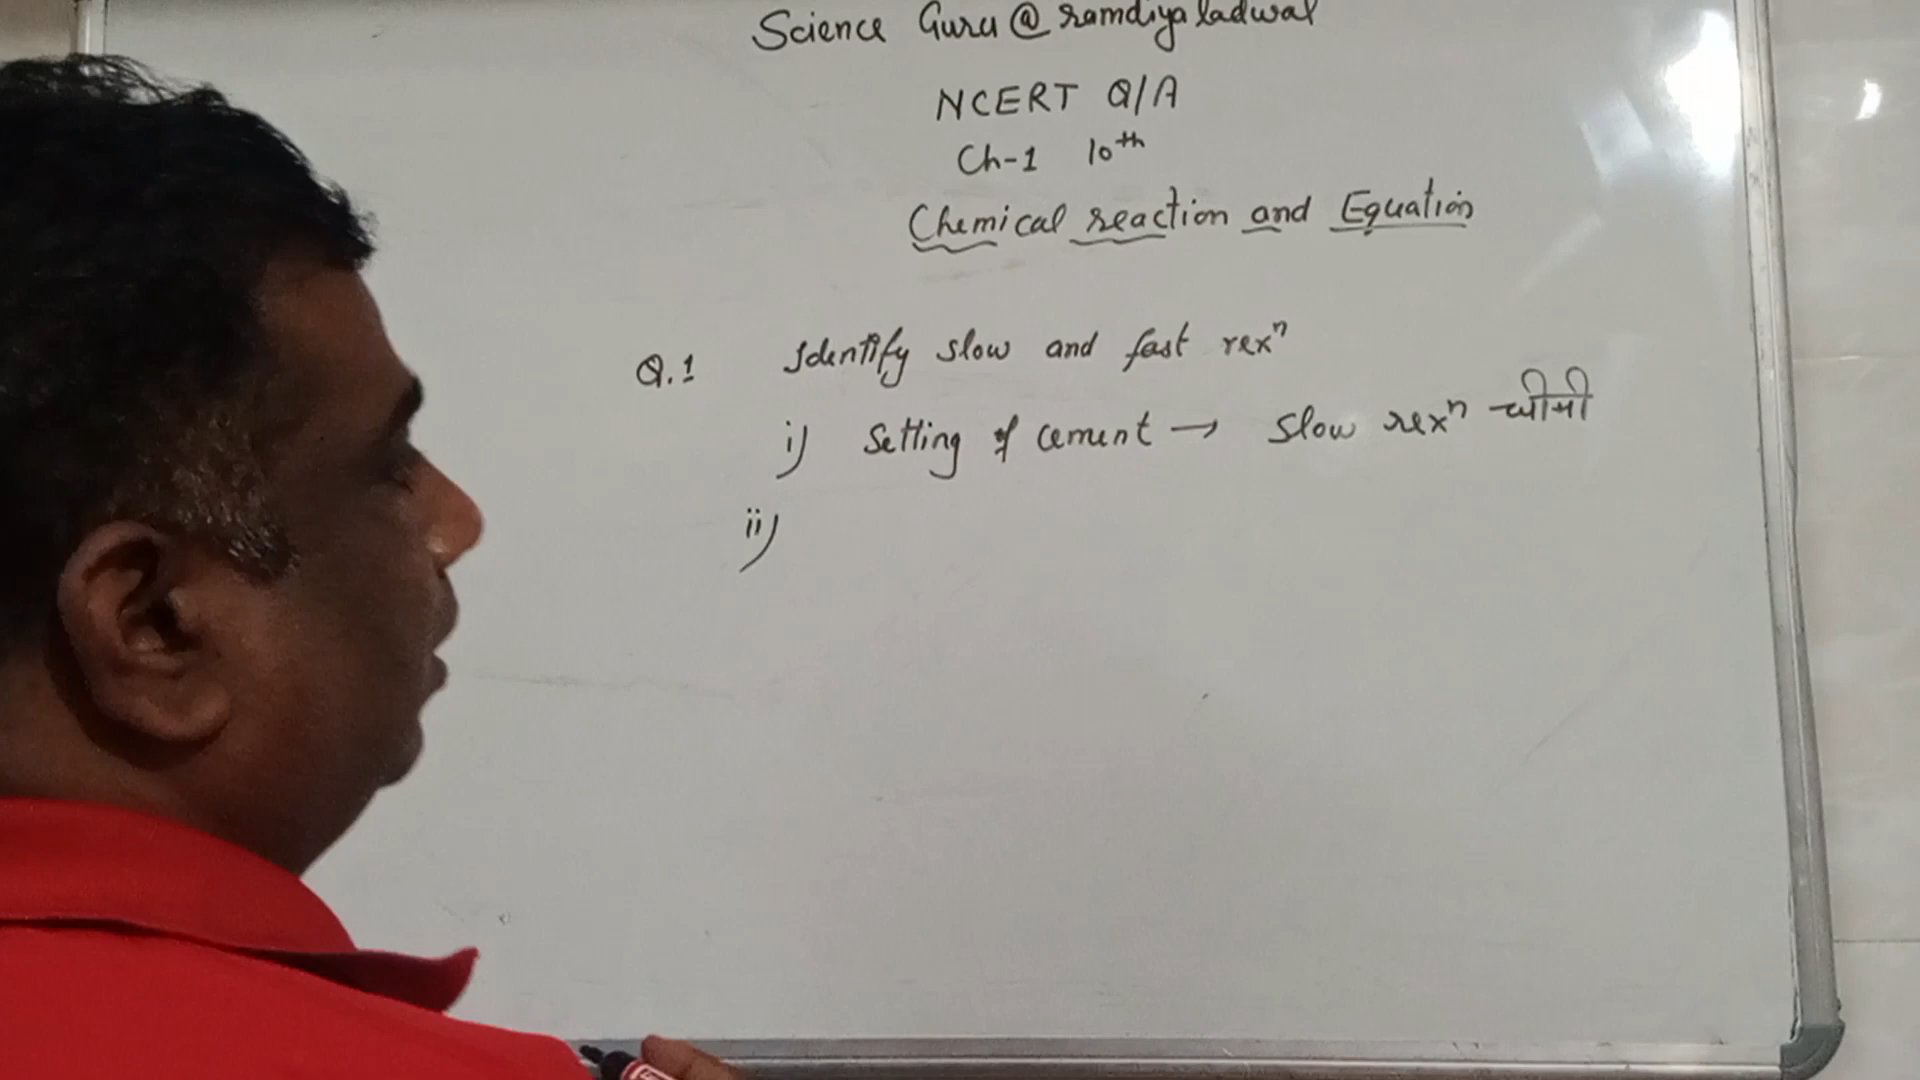 Science Guru @ ramdiya ladwal
NCERT Q/A
Ch-1 10th
Chemical reaction and Equation
Q.1 Identify slow and fast rexn
i) Setting of cement → Slow rexn धीमी
ii)